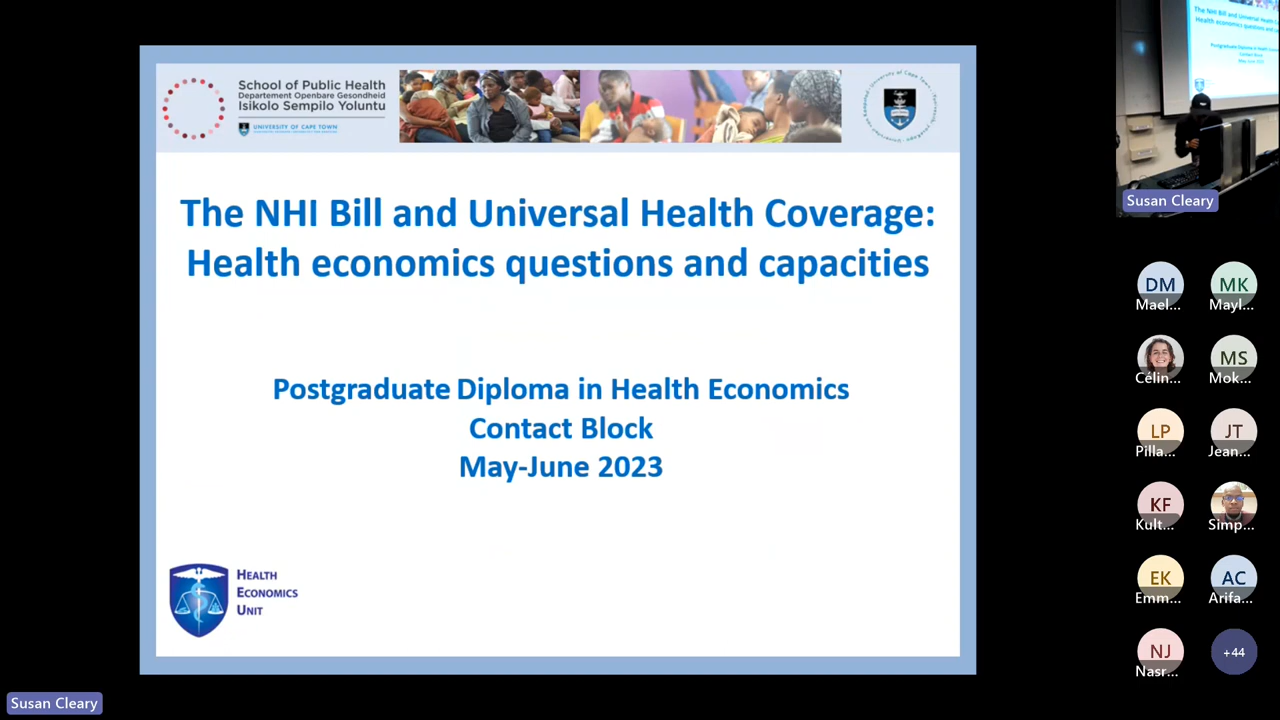 School of Public Health
Departement Openbare Gesondheid
Isikolo Sempilo Yoluntu
UNIVERSITY OF CAPE TOWN
The NHI Bill and Universal Health Coverage:
Health economics questions and capacities
Postgraduate Diploma in Health Economics
Contact Block
May-June 2023
HEALTH
ECONOMICS
UNIT
Susan Cleary
Susan Cleary
DM
Mael...
MK
Mayl...
Célin...
MS
Mok...
LP
Pilla...
JT
Jean...
KF
Kult...
Simp...
EK
Emm...
AC
Arifa...
NJ
Nasr...
+44